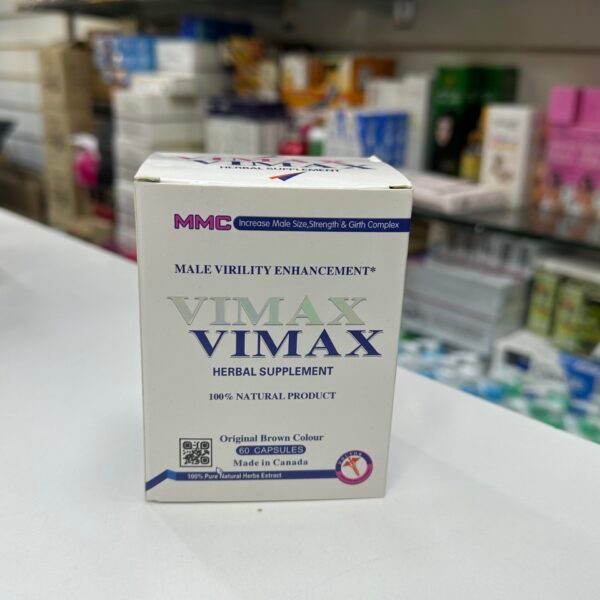 VIMAX
HERBAL SUPPLEMENT
MMC Increase Male Size,Strength & Girth Complex
MALE VIRILITY ENHANCEMENT*
VIMAX
VIMAX
HERBAL SUPPLEMENT
100% NATURAL PRODUCT
Original Brown Colour
60 CAPSULES
Made in Canada
100% Pure Natural Herbs Extract